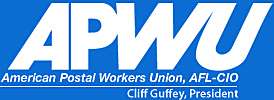 APWU
American Postal Workers Union, AFL-CIO
Cliff Guffey, President